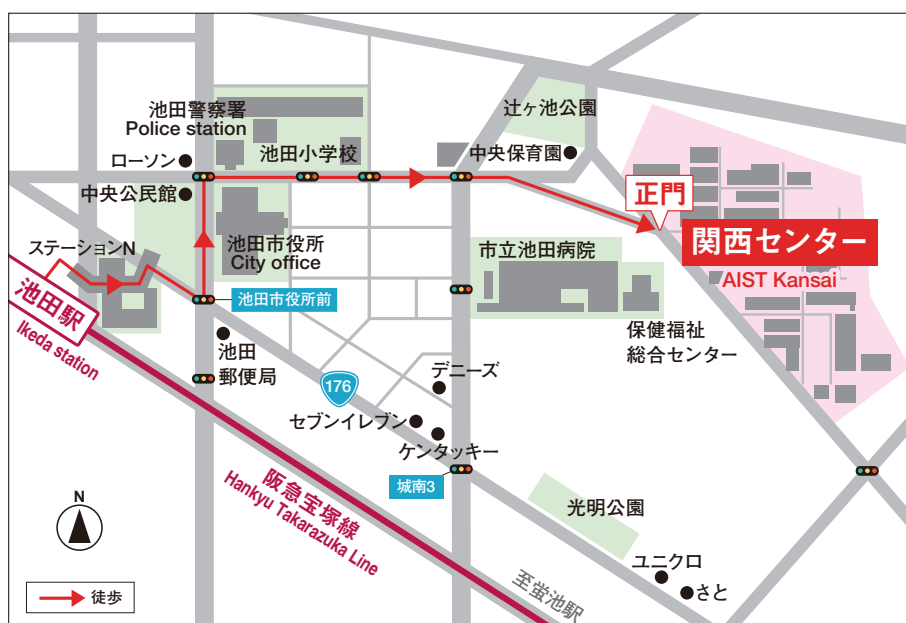 辻ヶ池公園
池田警察署
Police station
ローソン
池田小学校
中央保育園
中央公民館
正門
関西センター
AIST Kansai
ステーションN
池田市役所
City office
市立池田病院
池田駅
Ikeda station
池田市役所前
保健福祉
総合センター
池田
郵便局
デニーズ
176
セブンイレブン
ケンタッキー
城南3
阪急宝塚線
Hankyu Takarazuka Line
光明公園
N
ユニクロ
さと
至蛍池駅
徒歩